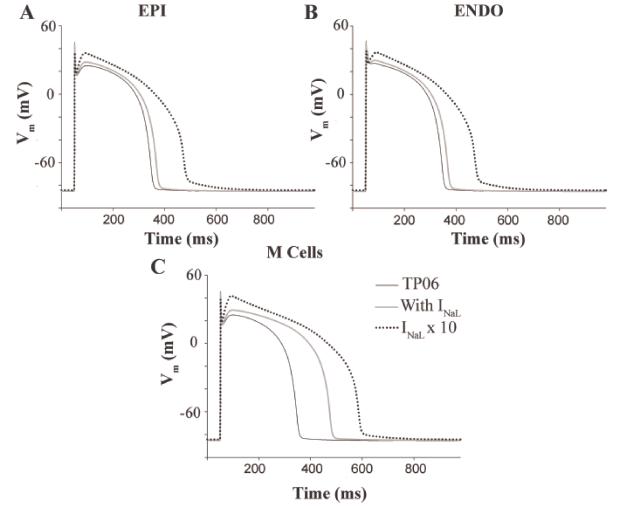 A EPI
60
0
-60
V_m (mV)
200 400 600 800
Time (ms)
B ENDO
60
0
-60
V_m (mV)
200 400 600 800
Time (ms)
M Cells
C
60
0
-60
V_m (mV)
200 400 600 800
Time (ms)
TP06
With I_NaL
I_NaL x 10